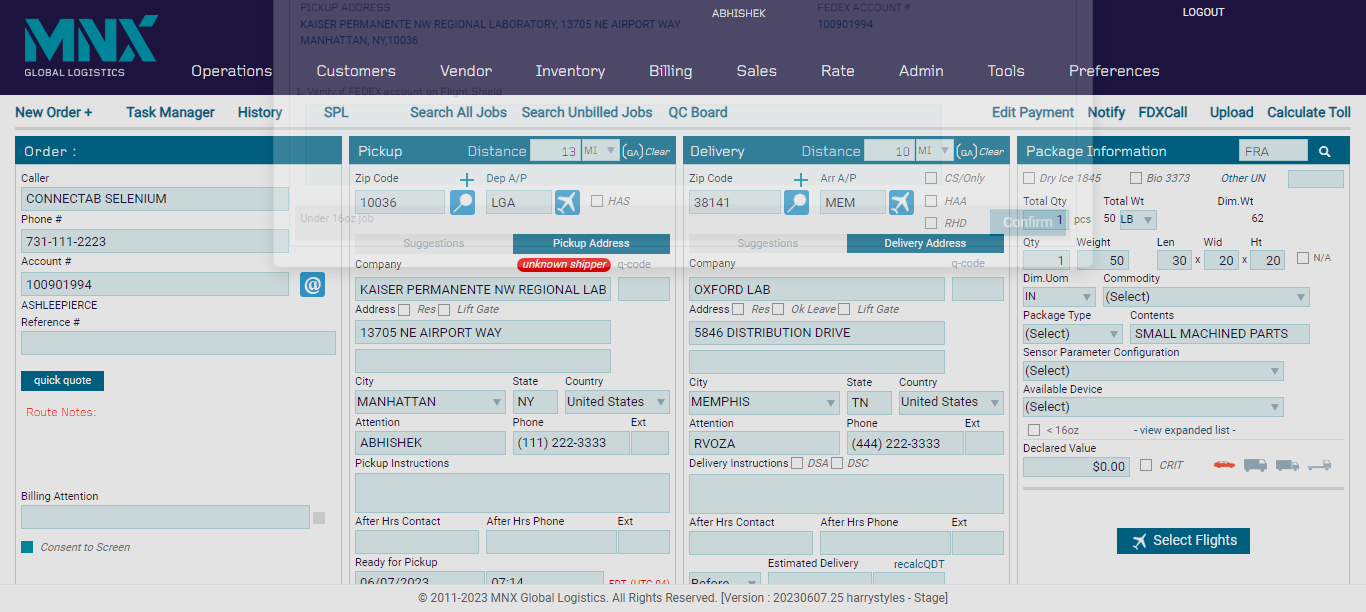 PICKUP ADDRESS
FEDEX ACCOUNT #
KAISER PERMANENTE NW REGIONAL LABORATORY, 13705 NE AIRPORT WAY
100901994
MANHATTAN, NY,10036
ABHISHEK
LOGOUT
MNX
GLOBAL LOGISTICS
Operations Customers Vendor Inventory Billing Sales Rate Admin Tools Preferences
1. Verify if FEDEX account on Flight Shield
New Order + Task Manager History SPL Search All Jobs Search Unbilled Jobs QC Board Edit Payment Notify FDXCall Upload Calculate Toll
Order :
Caller
CONNECTAB SELENIUM
Phone #
731-111-2223
Account #
100901994
@
ASHLEEPIERCE
Reference #
quick quote
Route Notes:
Billing Attention
Consent to Screen
Under 16oz job
Pickup Distance 13 MI (GA) Clear
Zip Code + Dep A/P
10036 LGA HAS
Suggestions Pickup Address
Company unknown shipper q-code
KAISER PERMANENTE NW REGIONAL LAB
Address Res Lift Gate
13705 NE AIRPORT WAY
City State Country
MANHATTAN NY United States
Attention Phone Ext
ABHISHEK (111) 222-3333
Pickup Instructions
After Hrs Contact After Hrs Phone Ext
Ready for Pickup
06/07/2023 07:14 EDT (UTC-04)
Delivery Distance 10 MI (GA) Clear
Zip Code + Arr A/P CS/Only
38141 MEM HAA
RHD
Suggestions Delivery Address
Company q-code
OXFORD LAB
Address Res Ok Leave Lift Gate
5846 DISTRIBUTION DRIVE
City State Country
MEMPHIS TN United States
Attention Phone Ext
RVOZA (444) 222-3333
Delivery Instructions DSA DSC
After Hrs Contact After Hrs Phone Ext
Estimated Delivery recalcQDT
Before
Package Information FRA
Dry Ice 1845 Bio 3373 Other UN
Total Qty Total Wt Dim.Wt
Confirm 1 pcs 50 LB 62
Qty Weight Len Wid Ht
1 50 30 x 20 x 20 N/A
Dim.Uom Commodity
IN (Select)
Package Type Contents
(Select) SMALL MACHINED PARTS
Sensor Parameter Configuration
(Select)
Available Device
(Select)
< 16oz - view expanded list -
Declared Value
$0.00 CRIT
Select Flights
© 2011-2023 MNX Global Logistics. All Rights Reserved. [Version : 20230607.25 harrystyles - Stage]